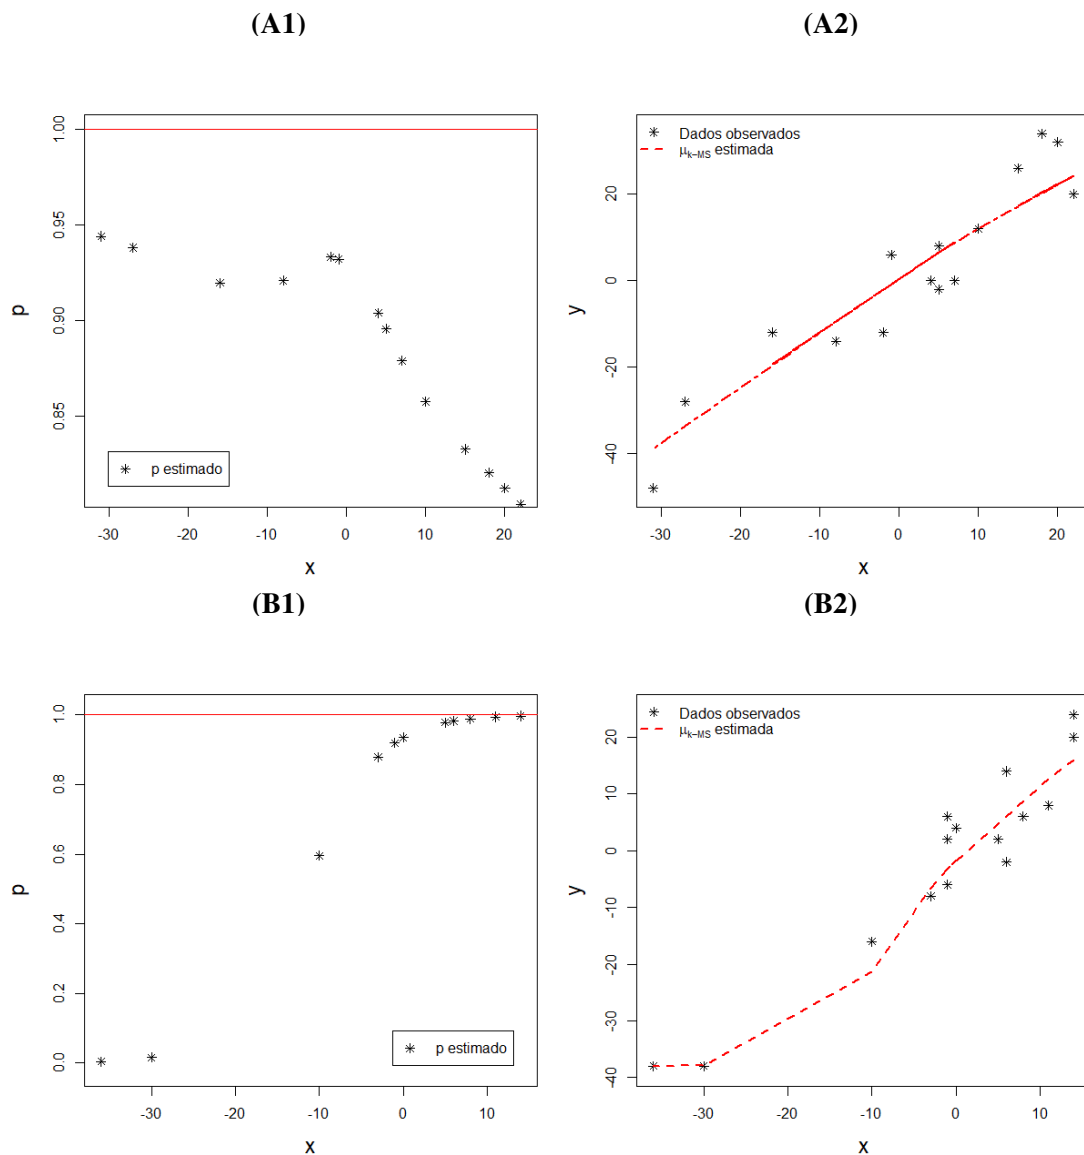 (A1)
1.00
0.95
0.90
0.85
p
p estimado
-30 -20 -10 0 10 20
x
(A2)
Dados observados
μk−MS estimada
20
0
-20
-40
y
-30 -20 -10 0 10 20
x
(B1)
1.0
0.8
0.6
0.4
0.2
0.0
p
p estimado
-30 -20 -10 0 10
x
(B2)
Dados observados
μk−MS estimada
20
10
0
-10
-20
-30
-40
y
-30 -20 -10 0 10
x